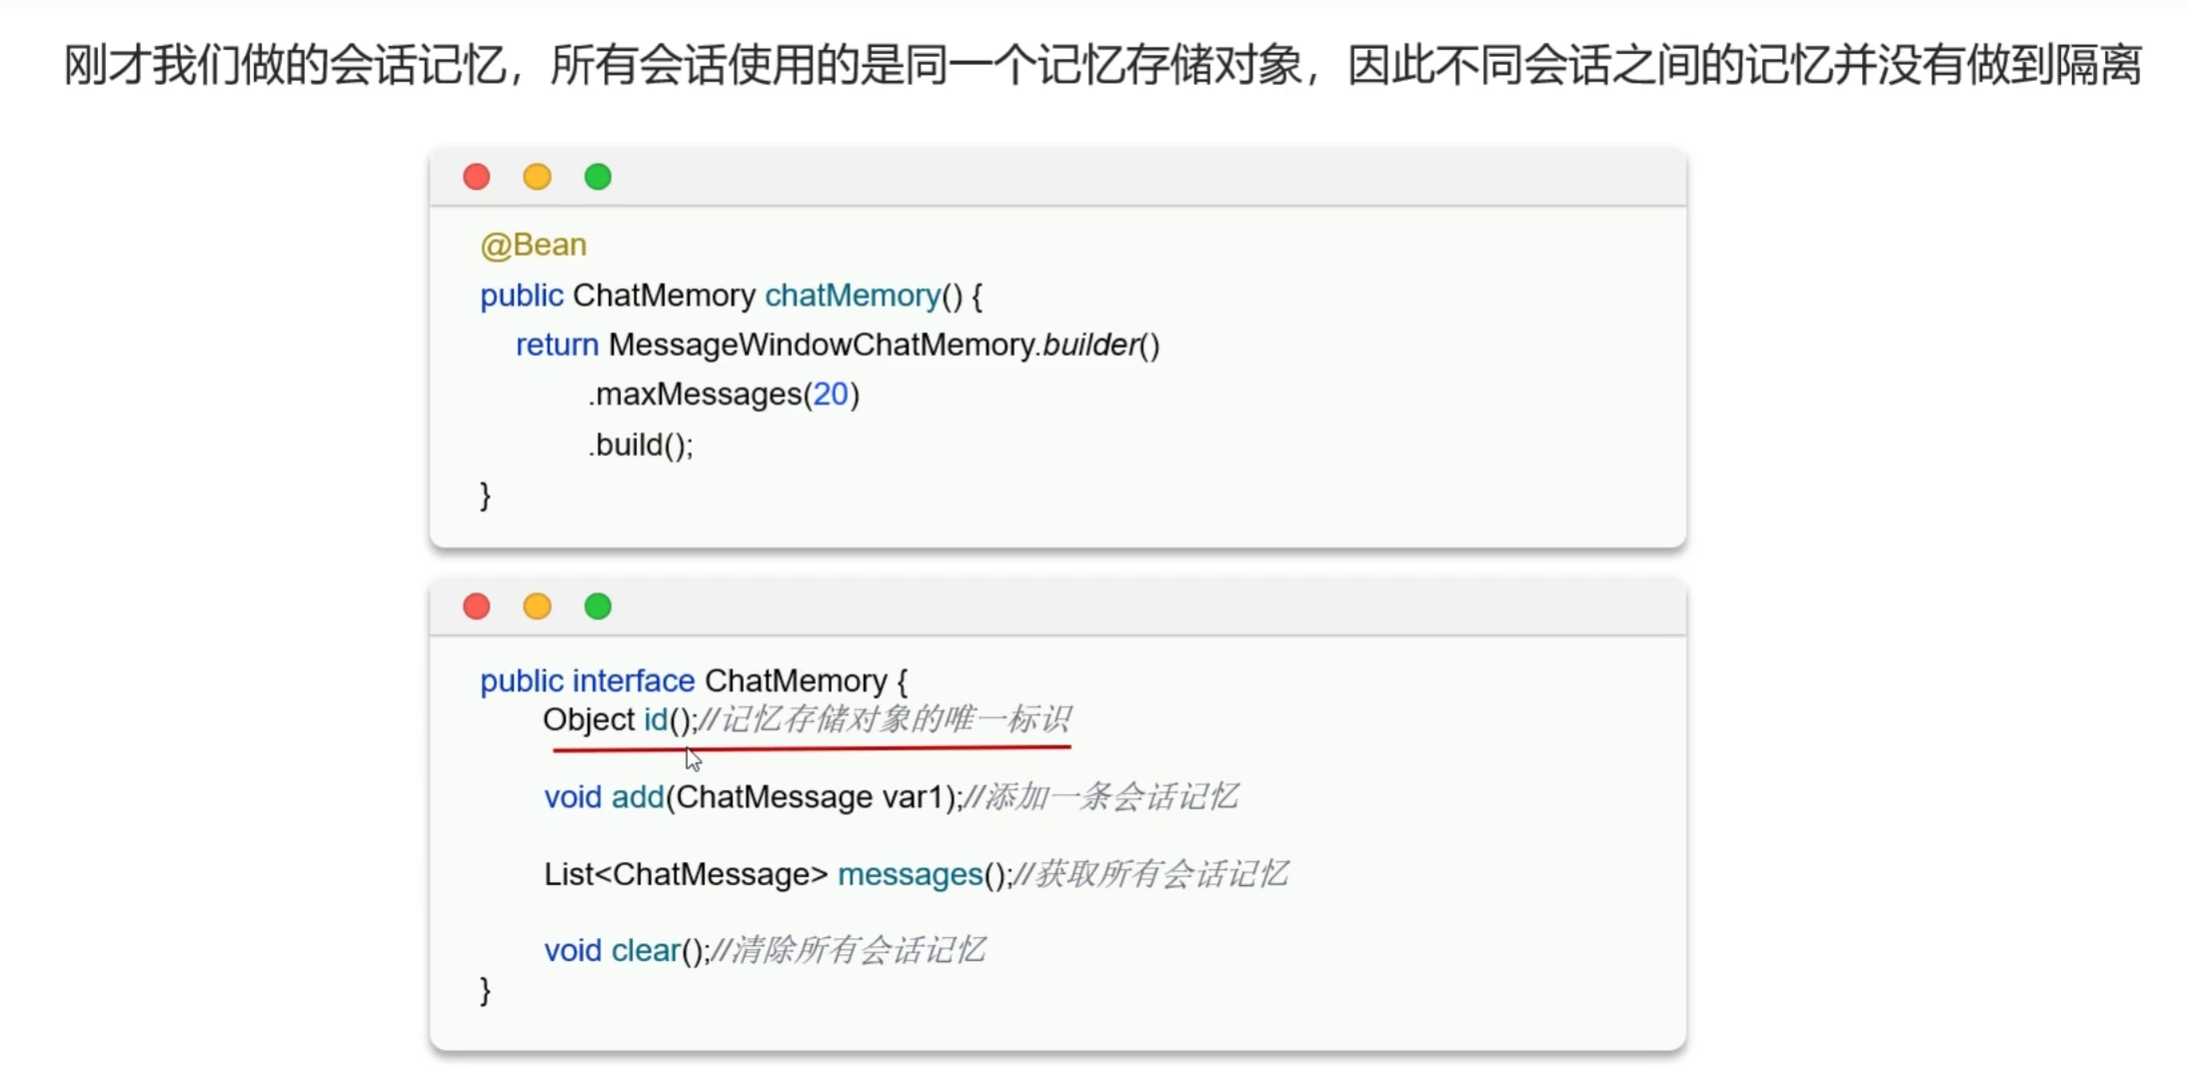 刚才我们做的会话记忆，所有会话使用的是同一个记忆存储对象，因此不同会话之间的记忆并没有做到隔离
@Bean
public ChatMemory chatMemory() {
return MessageWindowChatMemory.builder()
.maxMessages(20)
.build();
}
public interface ChatMemory {
Object id();//记忆存储对象的唯一标识
void add(ChatMessage var1);//添加一条会话记忆
List<ChatMessage> messages();//获取所有会话记忆
void clear();//清除所有会话记忆
}